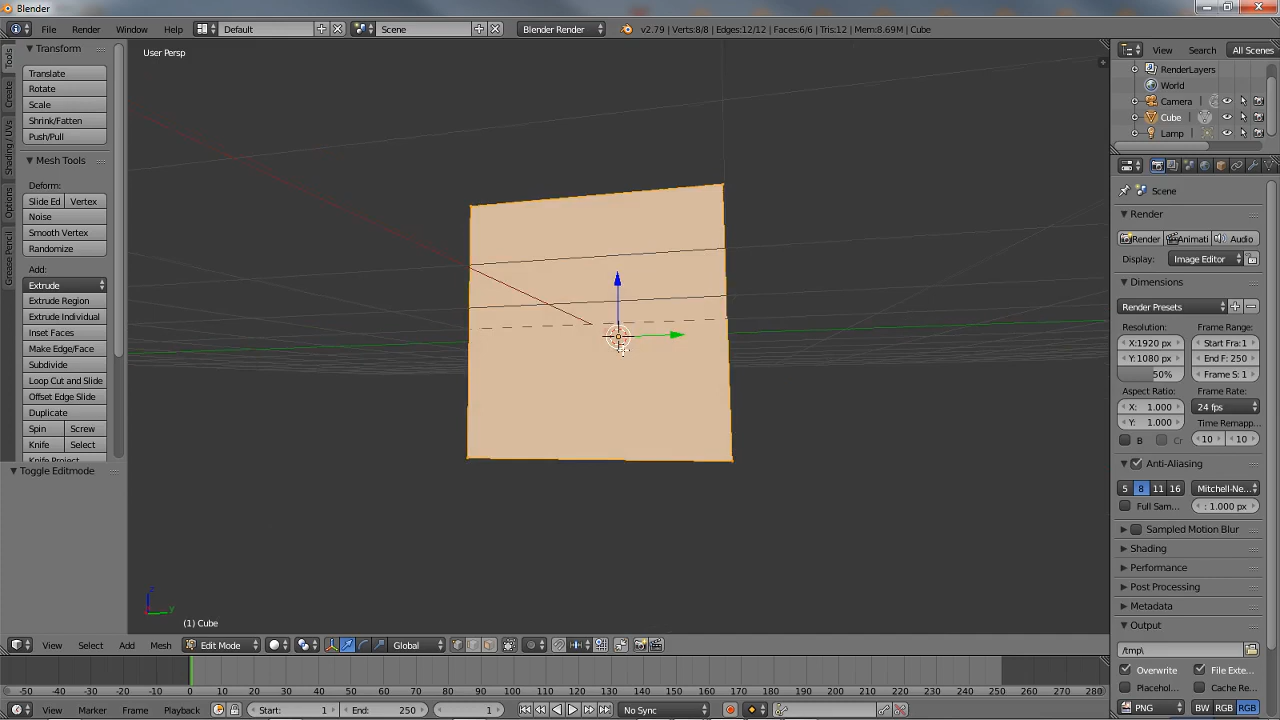 Blender
File Render Window Help Default Scene Blender Render v2.79 | Verts:8/8 | Edges:12/12 | Faces:6/6 | Tris:12 | Mem:8.69M | Cube
Tools
Create
Shading / UVs
Options
Grease Pencil
Transform
Translate
Rotate
Scale
Shrink/Fatten
Push/Pull
Mesh Tools
Deform:
Slide Ed Vertex
Noise
Smooth Vertex
Randomize
Add:
Extrude
Extrude Region
Extrude Individual
Inset Faces
Make Edge/Face
Subdivide
Loop Cut and Slide
Offset Edge Slide
Duplicate
Spin Screw
Knife Select
Knife Project
Toggle Editmode
User Persp
z
y
(1) Cube
View Select Add Mesh Edit Mode Global
View Search All Scenes
RenderLayers
World
Camera
Cube
Lamp
Scene
Render
Render Animati Audio
Display: Image Editor
Dimensions
Render Presets
Resolution: Frame Range:
X:1920 Start Fra:1
Y:1080 End F: 250
50% Frame S: 1
Aspect Ratio: Frame Rate:
X: 1.000 24 fps
Y: 1.000 Time Remapp...
B Cr 10 10
Anti-Aliasing
5 8 11 16 Mitchell-Ne...
Full Sam... : 1.000 px
Sampled Motion Blur
Shading
Performance
Post Processing
Metadata
Output
/tmp\
Overwrite File Exte...
Placehol... Cache Re...
PNG BW RGB RGB
-50 -40 -30 -20 -10 0 10 20 30 40 50 60 70 80 90 100 110 120 130 140 150 160 170 180 190 200 210 220 230 240 250 260 270 280
View Marker Frame Playback Start: 1 End: 250 1 No Sync